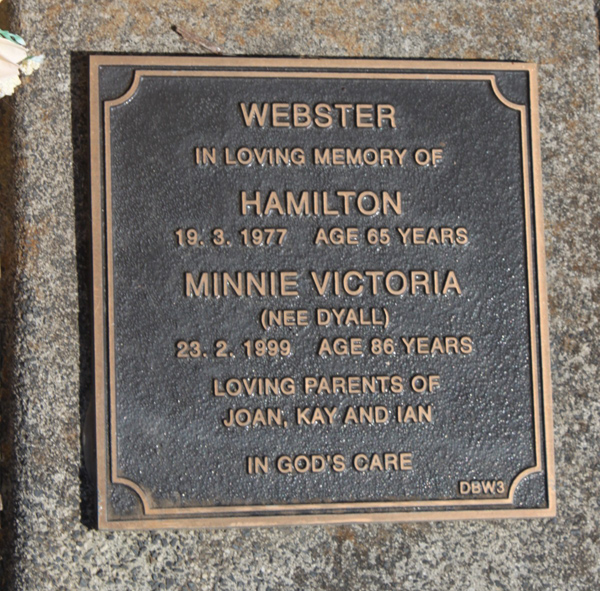 WEBSTER
IN LOVING MEMORY OF
HAMILTON
19. 3. 1977 AGE 65 YEARS
MINNIE VICTORIA
(NEE DYALL)
23. 2. 1999 AGE 86 YEARS
LOVING PARENTS OF
JOAN, KAY AND IAN
IN GOD'S CARE
DBW3